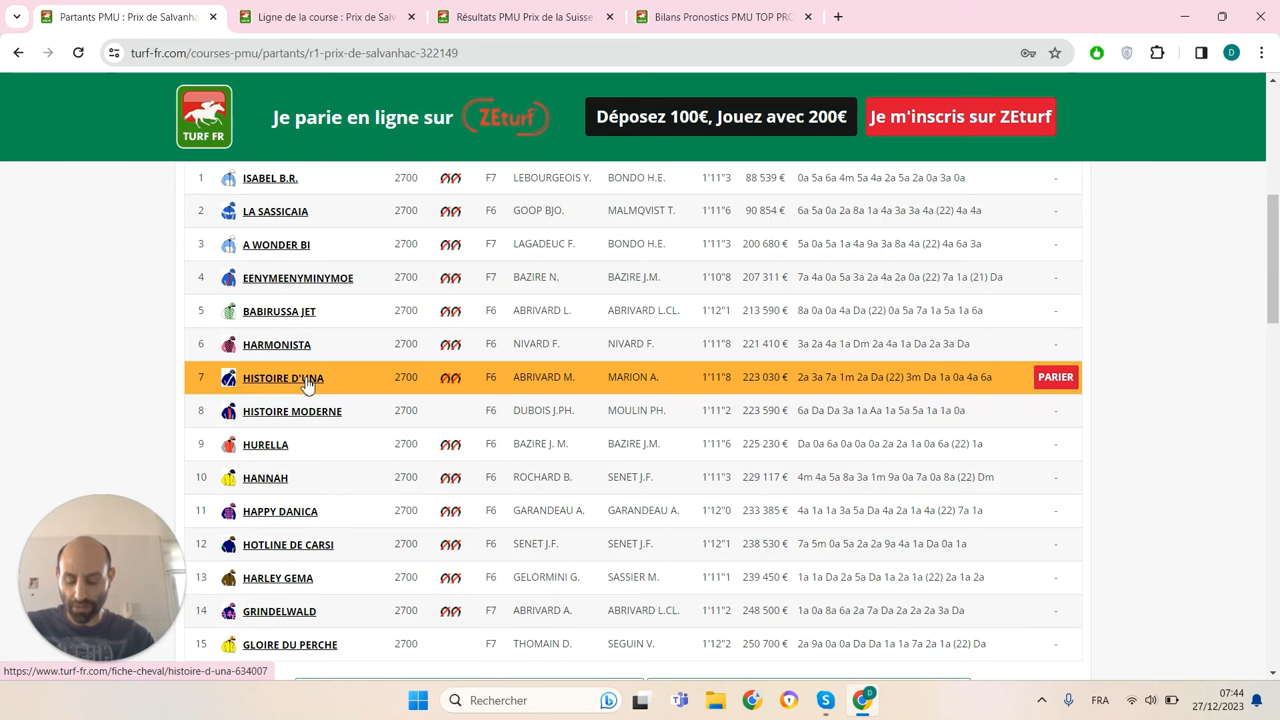 Partants PMU : Prix de Salvanha
Ligne de la course : Prix de Salv
Résultats PMU Prix de la Suisse
Bilans Pronostics PMU TOP PRO
turf-fr.com/courses-pmu/partants/r1-prix-de-salvanhac-322149
D
TURF FR
Je parie en ligne sur ZEturf
Déposez 100€, Jouez avec 200€
Je m'inscris sur ZEturf
1 ISABEL B.R. 2700 F7 LEBOURGEOIS Y. BONDO H.E. 1'11"3 88 539 € 0a 5a 6a 4m 5a 4a 2a 5a 2a 0a 3a 0a -
2 LA SASSICAIA 2700 F6 GOOP BJO. MALMQVIST T. 1'11"6 90 854 € 6a 5a 0a 2a 8a 1a 4a 3a 3a 4a (22) 4a 4a -
3 A WONDER BI 2700 F7 LAGADEUC F. BONDO H.E. 1'11"3 200 680 € 5a 0a 5a 1a 4a 9a 3a 8a 4a (22) 4a 6a 3a -
4 EENYMEENYMINYMOE 2700 F7 BAZIRE N. BAZIRE J.M. 1'10"8 207 311 € 7a 4a 0a 5a 3a 2a 4a 2a 0a (22) 7a 1a (21) Da -
5 BABIRUSSA JET 2700 F6 ABRIVARD L. ABRIVARD L.CL. 1'12"1 213 590 € 8a 0a 0a 4a Da (22) 0a 5a 7a 1a 5a 1a 6a -
6 HARMONISTA 2700 F6 NIVARD F. NIVARD F. 1'11"8 221 410 € 3a 2a 4a 1a Dm 2a 4a 1a Da 2a 3a Da -
7 HISTOIRE D'UNA 2700 F6 ABRIVARD M. MARION A. 1'11"8 223 030 € 2a 3a 7a 1m 2a Da (22) 3m Da 1a 0a 4a 6a PARIER
8 HISTOIRE MODERNE 2700 F6 DUBOIS J.PH. MOULIN PH. 1'11"2 223 590 € 6a Da Da 3a 1a Aa 1a 5a 5a 1a 1a 0a -
9 HURELLA 2700 F6 BAZIRE J. M. BAZIRE J.M. 1'11"6 225 230 € Da 0a 6a 0a 0a 0a 2a 2a 1a 0a 6a (22) 1a -
10 HANNAH 2700 F6 ROCHARD B. SENET J.F. 1'11"3 229 117 € 4m 4a 5a 8a 3a 1m 9a 0a 7a 0a 8a (22) Dm -
11 HAPPY DANICA 2700 F6 GARANDEAU A. GARANDEAU A. 1'12"0 233 385 € 4a 1a 1a 3a 5a Da 4a 2a 0a 4a (22) 7a 1a -
12 HOTLINE DE CARSI 2700 F6 SENET J.F. SENET J.F. 1'12"1 238 530 € 7a 5m 0a 5a 2a 2a 9a 4a 1a Da 0a 1a -
13 HARLEY GEMA 2700 F6 GELORMINI G. SASSIER M. 1'11"1 239 450 € 1a 1a Da 2a 5a Da 1a 2a 1a (22) 2a 1a 2a -
14 GRINDELWALD 2700 F7 ABRIVARD A. ABRIVARD L.CL. 1'11"2 248 500 € 1a 0a 8a 6a 2a 7a Da 2a 2a 2a 3a Da -
15 GLOIRE DU PERCHE 2700 F7 THOMAIN D. SEGUIN V. 1'12"2 250 700 € 2a 9a 0a 0a Da Da 1a 1a 7a 1a (22) Da -
https://www.turf-fr.com/fiche-cheval/histoire-d-una-634007
Rechercher
FRA
07:44
27/12/2023